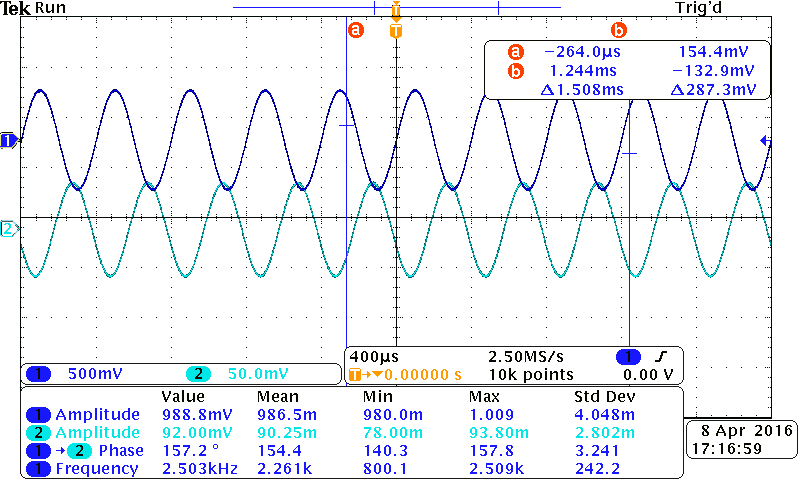 Tek Run Trig'd
T
a b
T
a −264.0µs 154.4mV
b 1.244ms −132.9mV
Δ1.508ms Δ287.3mV
1
2
400µs 2.50MS/s 1
1 500mV 2 50.0mV
T→▼0.00000 s 10k points 0.00 V
Value Mean Min Max Std Dev
1 Amplitude 988.8mV 986.5m 980.0m 1.009 4.048m
2 Amplitude 92.00mV 90.25m 78.00m 93.80m 2.802m
1 → 2 Phase 157.2 ° 154.4 140.3 157.8 3.241
1 Frequency 2.503kHz 2.261k 800.1 2.509k 242.2
8 Apr 2016
17:16:59